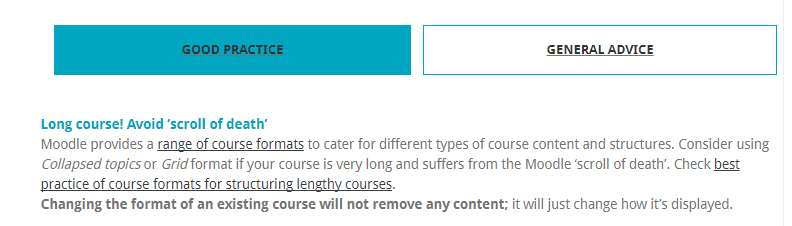 GOOD PRACTICE
GENERAL ADVICE
Long course! Avoid ‘scroll of death’
Moodle provides a range of course formats to cater for different types of course content and structures. Consider using
Collapsed topics or Grid format if your course is very long and suffers from the Moodle ‘scroll of death’. Check best
practice of course formats for structuring lengthy courses.
Changing the format of an existing course will not remove any content; it will just change how it’s displayed.